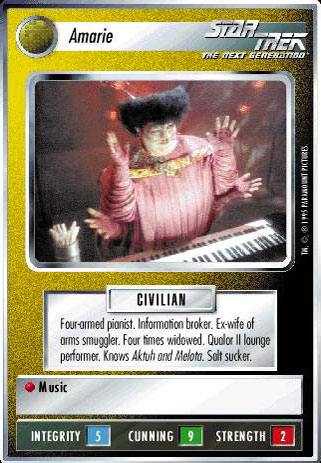 Amarie
STAR TREK
THE NEXT GENERATION
TM, ©, ® 1995 PARAMOUNT PICTURES.
CIVILIAN
Four-armed pianist. Information broker. Ex-wife of
arms smuggler. Four times widowed. Qualor II lounge
performer. Knows Aktuh and Melota. Salt sucker.
Music
INTEGRITY 5 CUNNING 9 STRENGTH 2